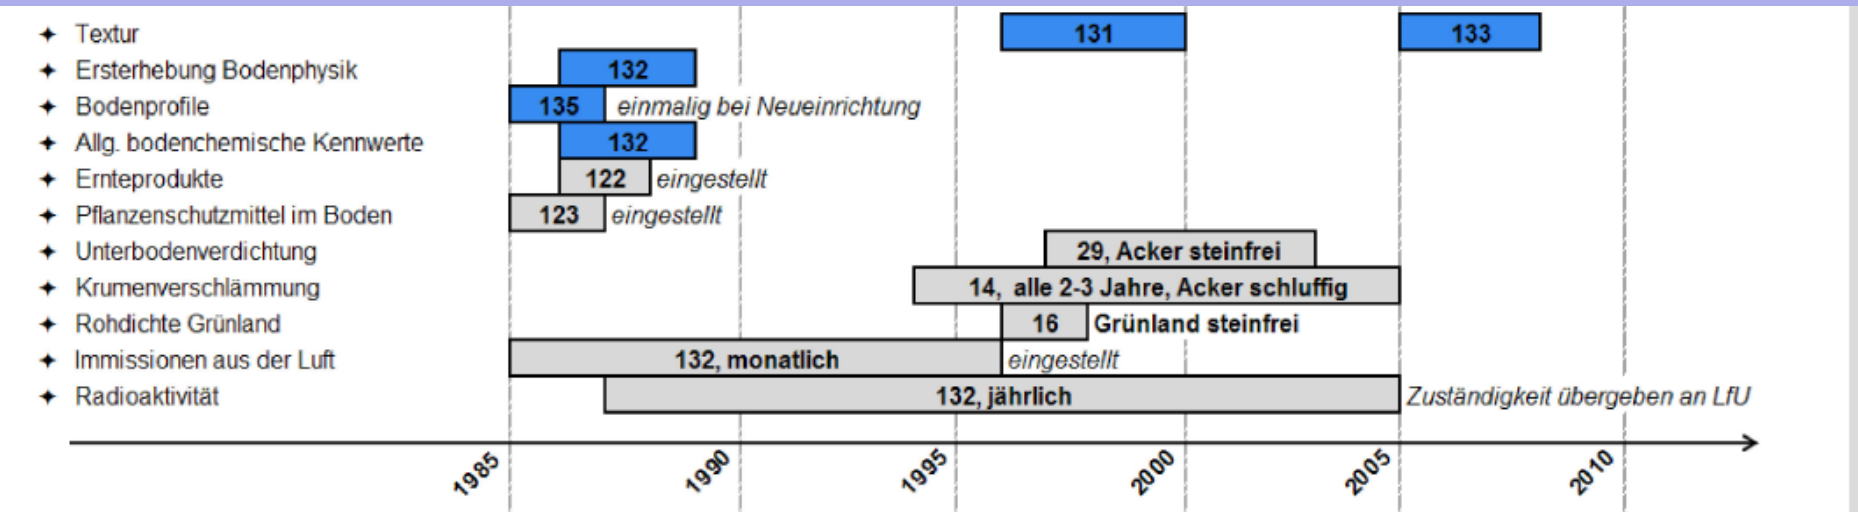 ✦ Textur 131 133
✦ Ersterhebung Bodenphysik 132
✦ Bodenprofile 135 einmalig bei Neueinrichtung
✦ Allg. bodenchemische Kennwerte 132
✦ Ernteprodukte 122 eingestellt
✦ Pflanzenschutzmittel im Boden 123 eingestellt
✦ Unterbodenverdichtung 29, Acker steinfrei
✦ Krumenverschlämmung 14, alle 2-3 Jahre, Acker schluffig
✦ Rohdichte Grünland 16 Grünland steinfrei
✦ Immissionen aus der Luft 132, monatlich eingestellt
✦ Radioaktivität 132, jährlich Zuständigkeit übergeben an LfU
1985 1990 1995 2000 2005 2010